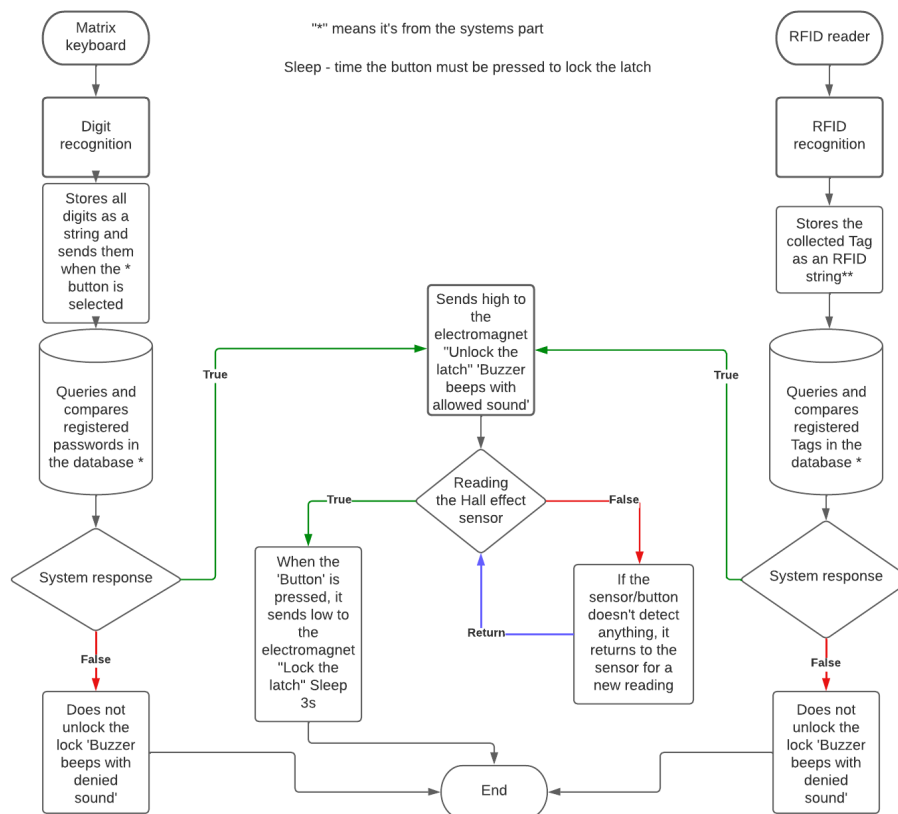 Matrix
keyboard
"*" means it's from the systems part
Sleep - time the button must be pressed to lock the latch
RFID reader
Digit
recognition
RFID
recognition
Stores all
digits as a
string and
sends them
when the *
button is
selected
Stores the
collected Tag
as an RFID
string**
Sends high to
the
electromagnet
"Unlock the
latch" 'Buzzer
beeps with
allowed sound'
True
True
Queries and
compares
registered
passwords in
the database *
Queries and
compares
registered
Tags in the
database *
Reading
the Hall effect
sensor
True
False
System response
System response
When the
'Button' is
pressed, it
sends low to
the
electromagnet
"Lock the
latch" Sleep
3s
If the
sensor/button
doesn't detect
anything, it
returns to the
sensor for a
new reading
Return
False
False
Does not
unlock the
lock 'Buzzer
beeps with
denied
sound'
Does not
unlock the
lock 'Buzzer
beeps with
denied
sound'
End